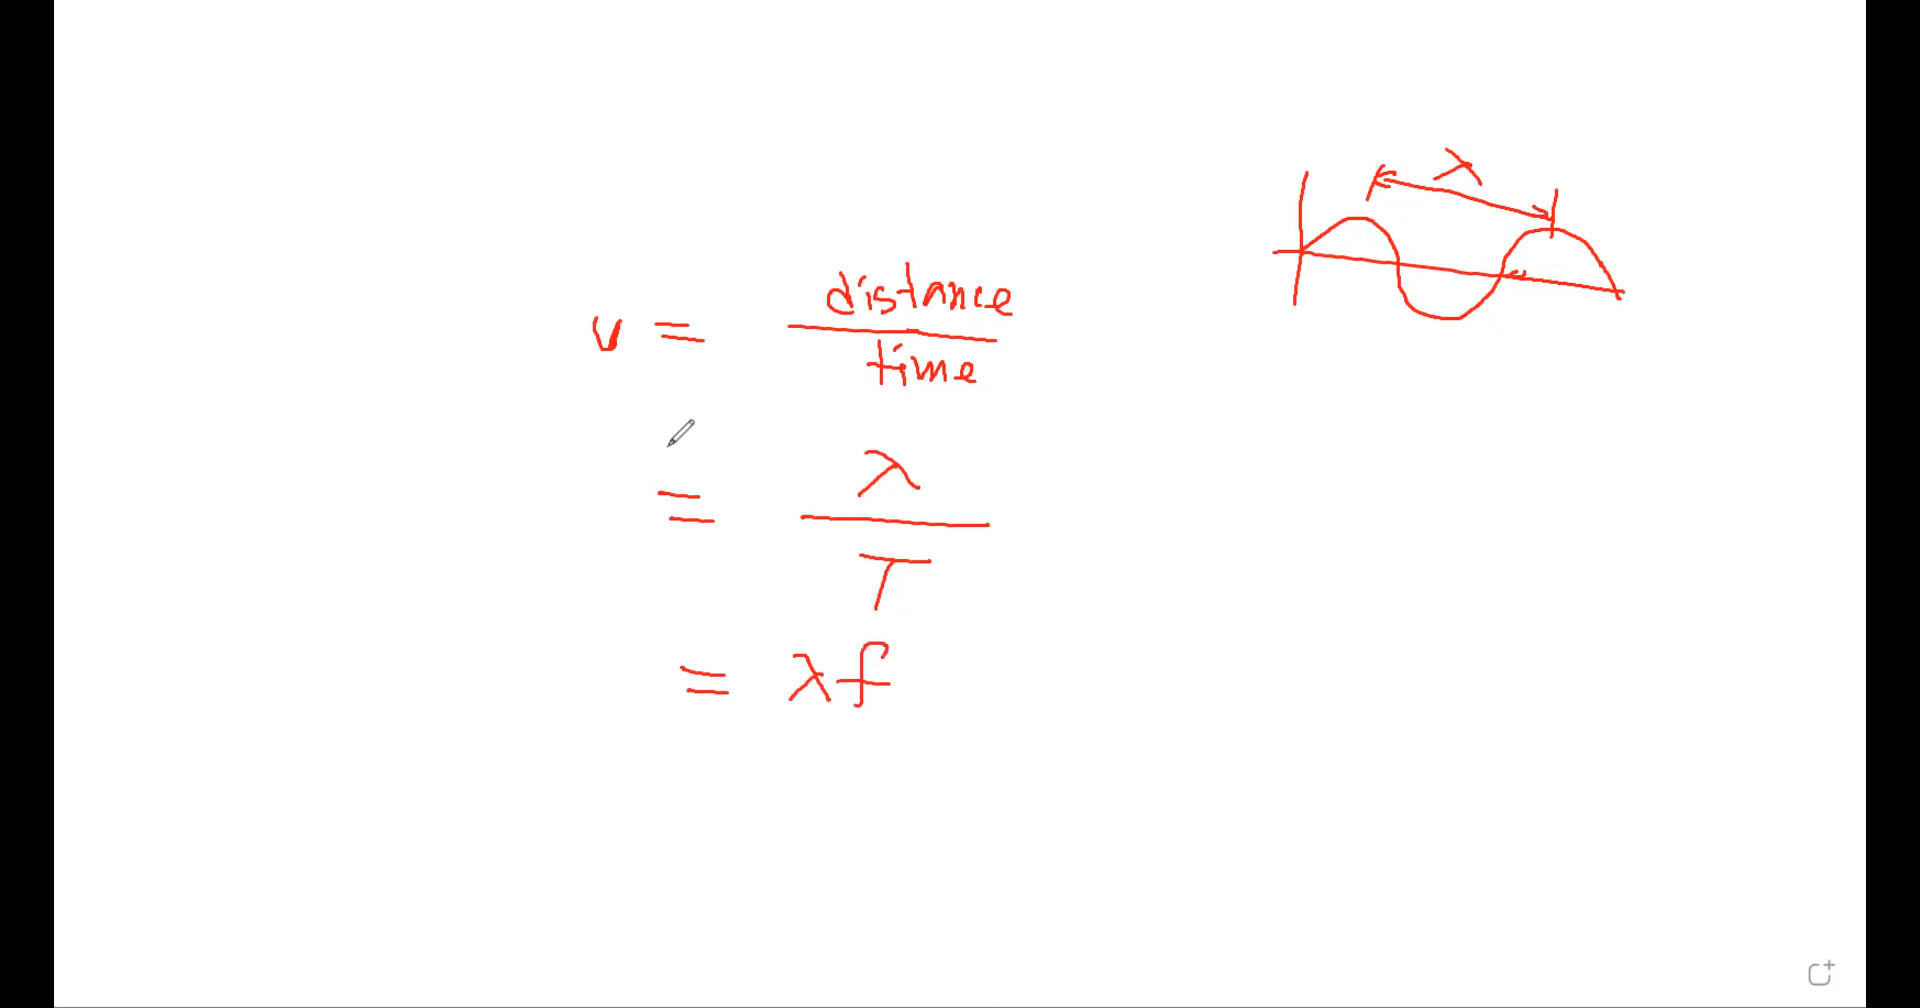 λ
v = distance / time
= λ / T
= λf